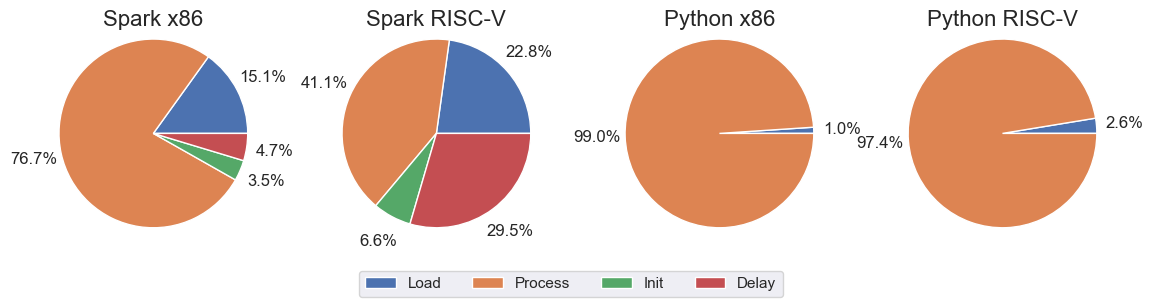 Spark x86
15.1%
76.7%
3.5%
4.7%
Spark RISC-V
22.8%
41.1%
6.6%
29.5%
Python x86
1.0%
99.0%
Python RISC-V
2.6%
97.4%
Load Process Init Delay